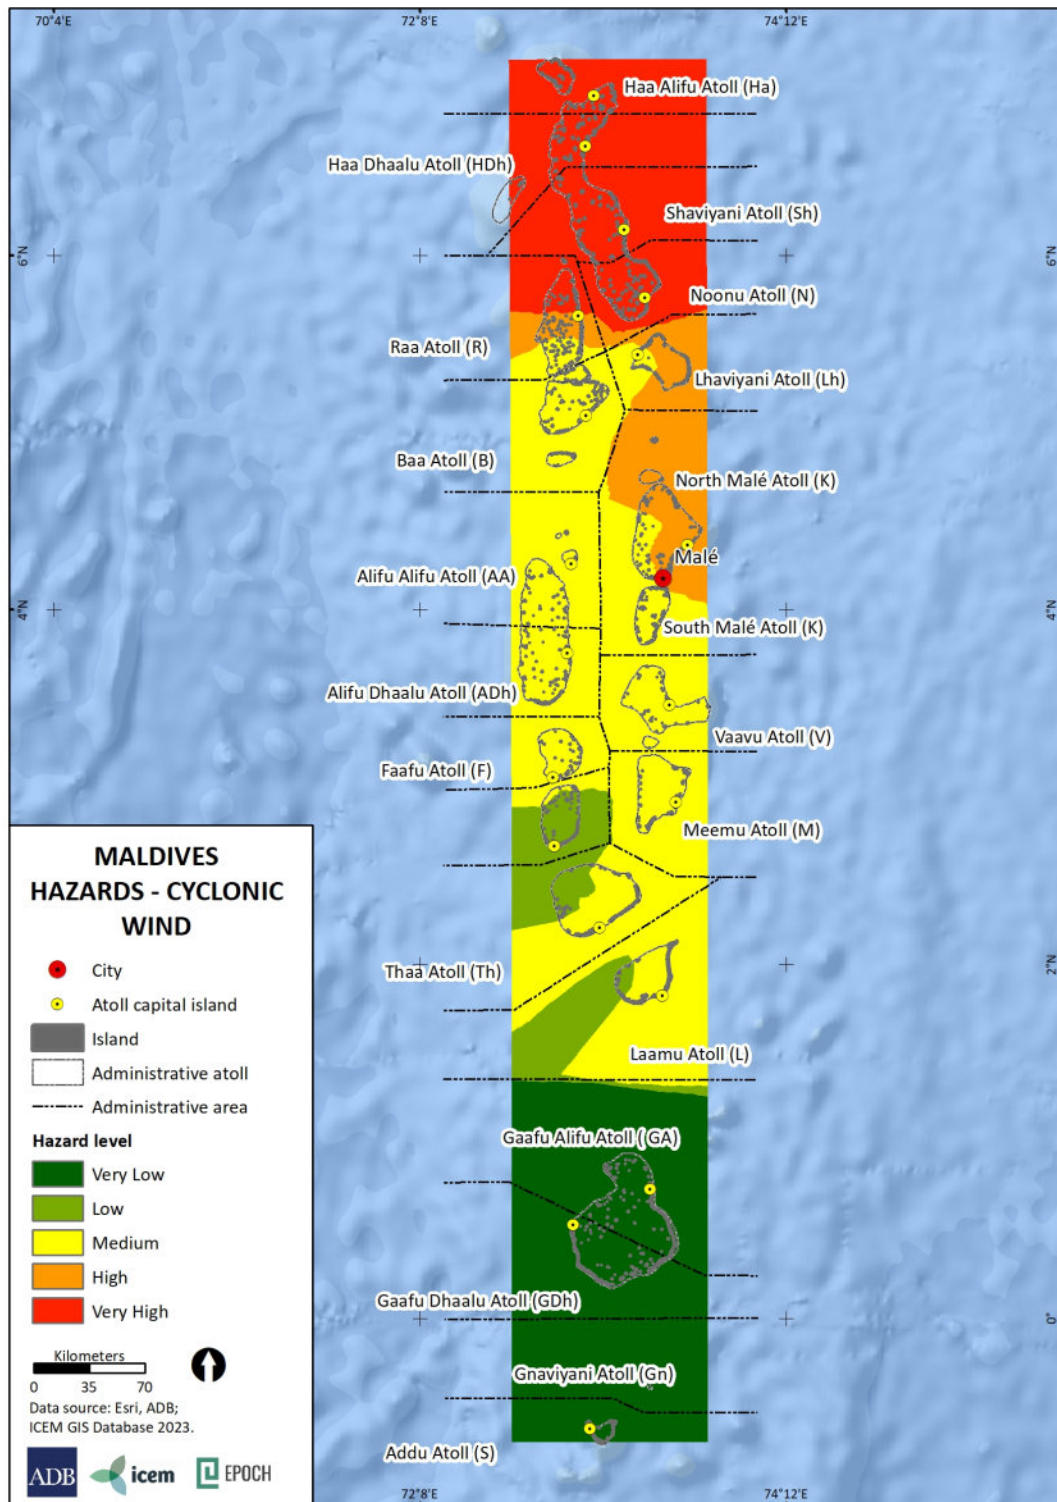 70°4'E
72°8'E
74°12'E
Haa Alifu Atoll (Ha)
Haa Dhaalu Atoll (HDh)
Shaviyani Atoll (Sh)
6°N
6°N
Noonu Atoll (N)
Raa Atoll (R)
Lhaviyani Atoll (Lh)
Baa Atoll (B)
North Malé Atoll (K)
Malé
Alifu Alifu Atoll (AA)
4°N
4°N
South Malé Atoll (K)
Alifu Dhaalu Atoll (ADh)
Vaavu Atoll (V)
Faafu Atoll (F)
Meemu Atoll (M)
Thaa Atoll (Th)
2°N
Laamu Atoll (L)
Gaafu Alifu Atoll ( GA)
Gaafu Dhaalu Atoll (GDh)
0°
Gnaviyani Atoll (Gn)
Addu Atoll (S)
72°8'E
74°12'E
MALDIVES
HAZARDS - CYCLONIC
WIND
City
Atoll capital island
Island
Administrative atoll
Administrative area
Hazard level
Very Low
Low
Medium
High
Very High
Kilometers
0 35 70
Data source: Esri, ADB;
ICEM GIS Database 2023.
ADB icem EPOCH